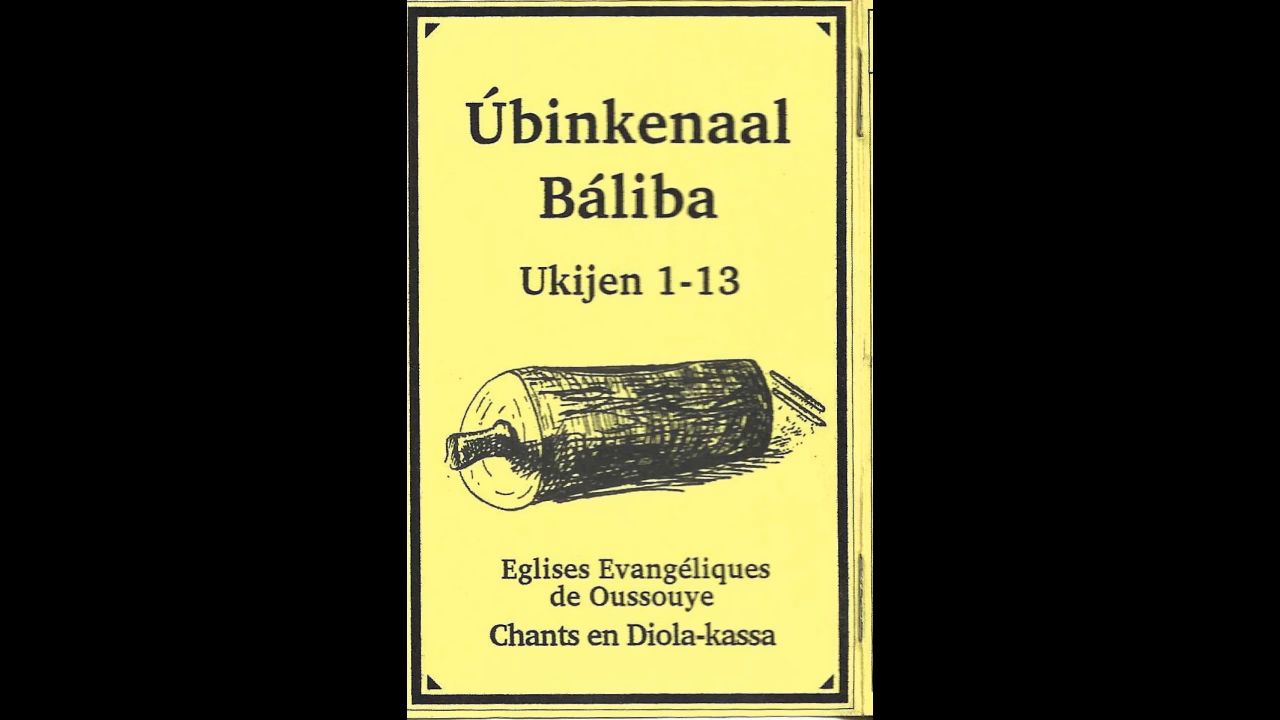 Úbinkenaal
Báliba
Ukijen 1-13
Eglises Evangéliques
de Oussouye
Chants en Diola-kassa